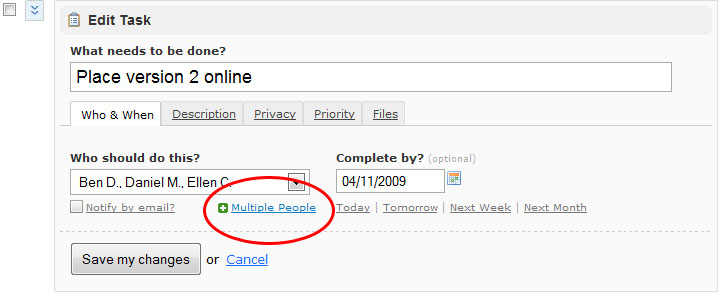 Edit Task
What needs to be done?
Place version 2 online
Who & When Description Privacy Priority Files
Who should do this? Complete by? (optional)
Ben D., Daniel M., Ellen C. 04/11/2009
Notify by email? Multiple People Today | Tomorrow | Next Week | Next Month
Save my changes or Cancel